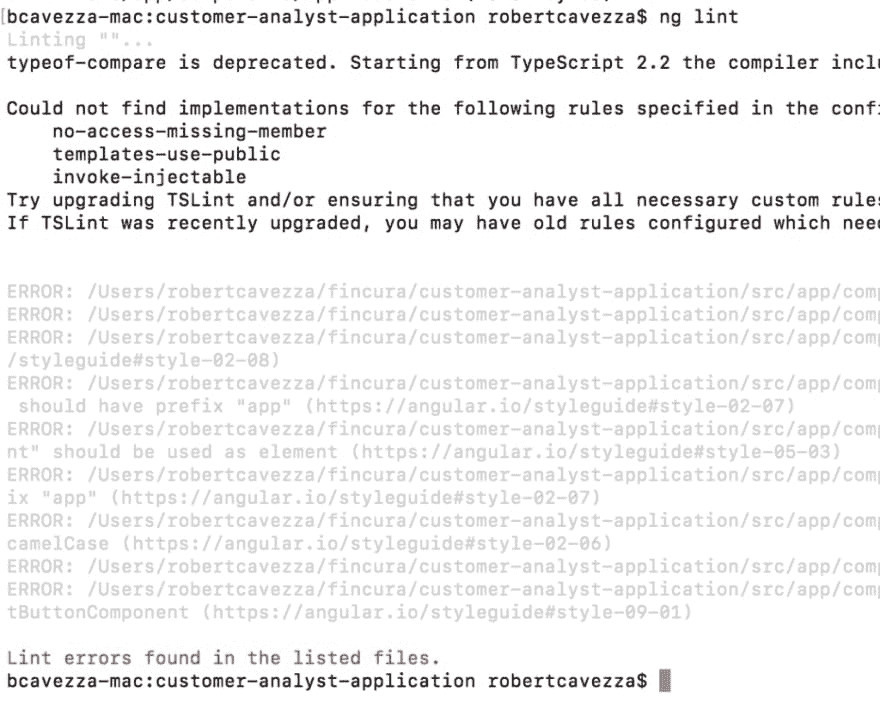 [bcavezza-mac:customer-analyst-application robertcavezza$ ng lint
Linting ""...
typeof-compare is deprecated. Starting from TypeScript 2.2 the compiler inclu
Could not find implementations for the following rules specified in the confi
no-access-missing-member
templates-use-public
invoke-injectable
Try upgrading TSLint and/or ensuring that you have all necessary custom rules
If TSLint was recently upgraded, you may have old rules configured which need
ERROR: /Users/robertcavezza/fincura/customer-analyst-application/src/app/comp
ERROR: /Users/robertcavezza/fincura/customer-analyst-application/src/app/comp
ERROR: /Users/robertcavezza/fincura/customer-analyst-application/src/app/comp
/styleguide#style-02-08)
ERROR: /Users/robertcavezza/fincura/customer-analyst-application/src/app/comp
should have prefix "app" (https://angular.io/styleguide#style-02-07)
ERROR: /Users/robertcavezza/fincura/customer-analyst-application/src/app/comp
nt" should be used as element (https://angular.io/styleguide#style-05-03)
ERROR: /Users/robertcavezza/fincura/customer-analyst-application/src/app/comp
ix "app" (https://angular.io/styleguide#style-02-07)
ERROR: /Users/robertcavezza/fincura/customer-analyst-application/src/app/comp
camelCase (https://angular.io/styleguide#style-02-06)
ERROR: /Users/robertcavezza/fincura/customer-analyst-application/src/app/comp
ERROR: /Users/robertcavezza/fincura/customer-analyst-application/src/app/comp
tButtonComponent (https://angular.io/styleguide#style-09-01)
Lint errors found in the listed files.
bcavezza-mac:customer-analyst-application robertcavezza$